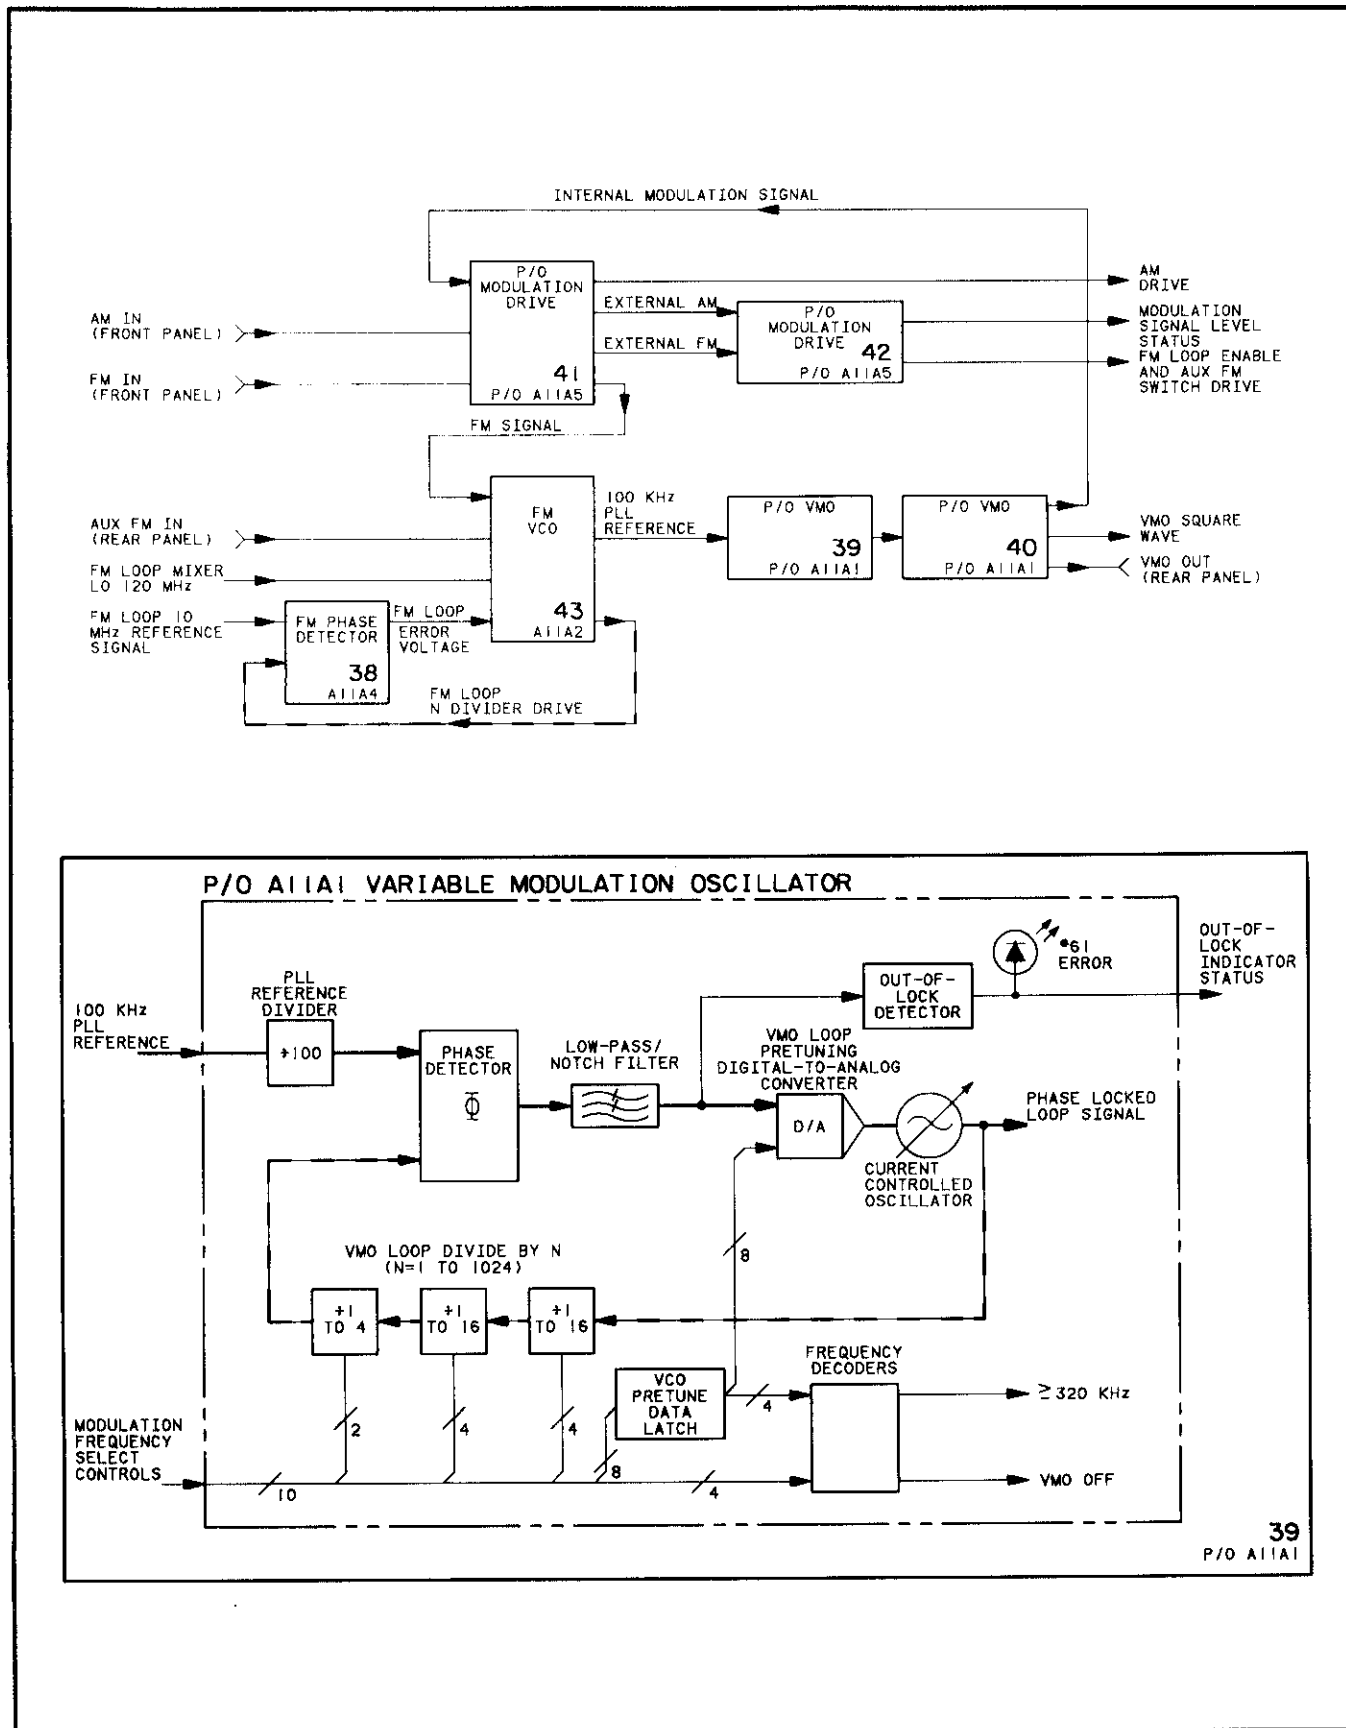 INTERNAL MODULATION SIGNAL
P/O
MODULATION
DRIVE
41
P/O A11A5
AM IN
(FRONT PANEL)
FM IN
(FRONT PANEL)
EXTERNAL AM
EXTERNAL FM
P/O
MODULATION
DRIVE
42
P/O A11A5
AM
DRIVE
MODULATION
SIGNAL LEVEL
STATUS
FM LOOP ENABLE
AND AUX FM
SWITCH DRIVE
FM SIGNAL
AUX FM IN
(REAR PANEL)
FM LOOP MIXER
LO 120 MHz
FM LOOP 10
MHz REFERENCE
SIGNAL
FM PHASE
DETECTOR
38
A11A4
FM LOOP
ERROR
VOLTAGE
FM
VCO
43
A11A2
FM LOOP
N DIVIDER DRIVE
100 KHz
PLL
REFERENCE
P/O VMO
39
P/O A11A1
P/O VMO
40
P/O A11A1
VMO SQUARE
WAVE
VMO OUT
(REAR PANEL)
P/O A11A1 VARIABLE MODULATION OSCILLATOR
100 KHz
PLL
REFERENCE
PLL
REFERENCE
DIVIDER
÷100
PHASE
DETECTOR
Φ
LOW-PASS/
NOTCH FILTER
OUT-OF-
LOCK
DETECTOR
•61
ERROR
OUT-OF-
LOCK
INDICATOR
STATUS
VMO LOOP
PRETUNING
DIGITAL-TO-ANALOG
CONVERTER
D/A
CURRENT
CONTROLLED
OSCILLATOR
PHASE LOCKED
LOOP SIGNAL
8
VMO LOOP DIVIDE BY N
(N=1 TO 1024)
÷1
TO 4
÷1
TO 16
÷1
TO 16
2
4
4
8
VCO
PRETUNE
DATA
LATCH
4
FREQUENCY
DECODERS
≥320 KHz
VMO OFF
MODULATION
FREQUENCY
SELECT
CONTROLS
10
4
39
P/O A11A1